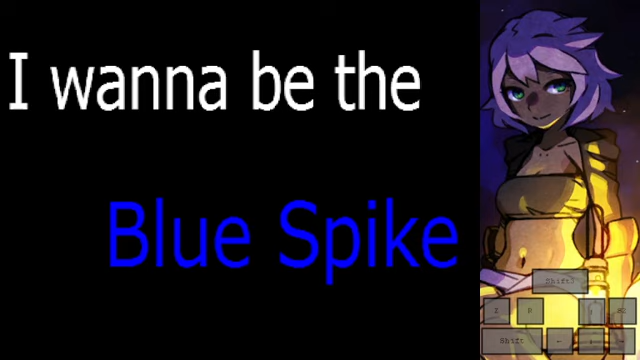 I wanna be the
Blue Spike
Shift
Z
R
Shift